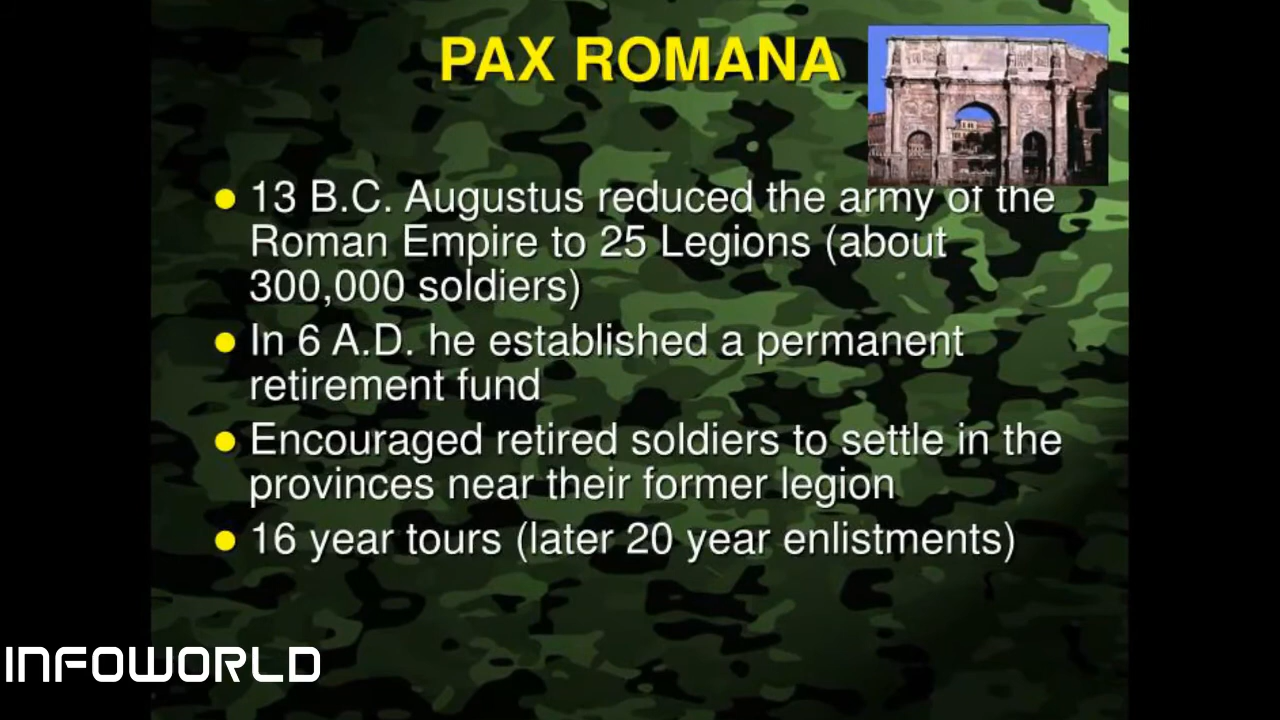 PAX ROMANA
13 B.C. Augustus reduced the army of the
Roman Empire to 25 Legions (about
300,000 soldiers)
In 6 A.D. he established a permanent
retirement fund
Encouraged retired soldiers to settle in the
provinces near their former legion
16 year tours (later 20 year enlistments)
INFOWORLD